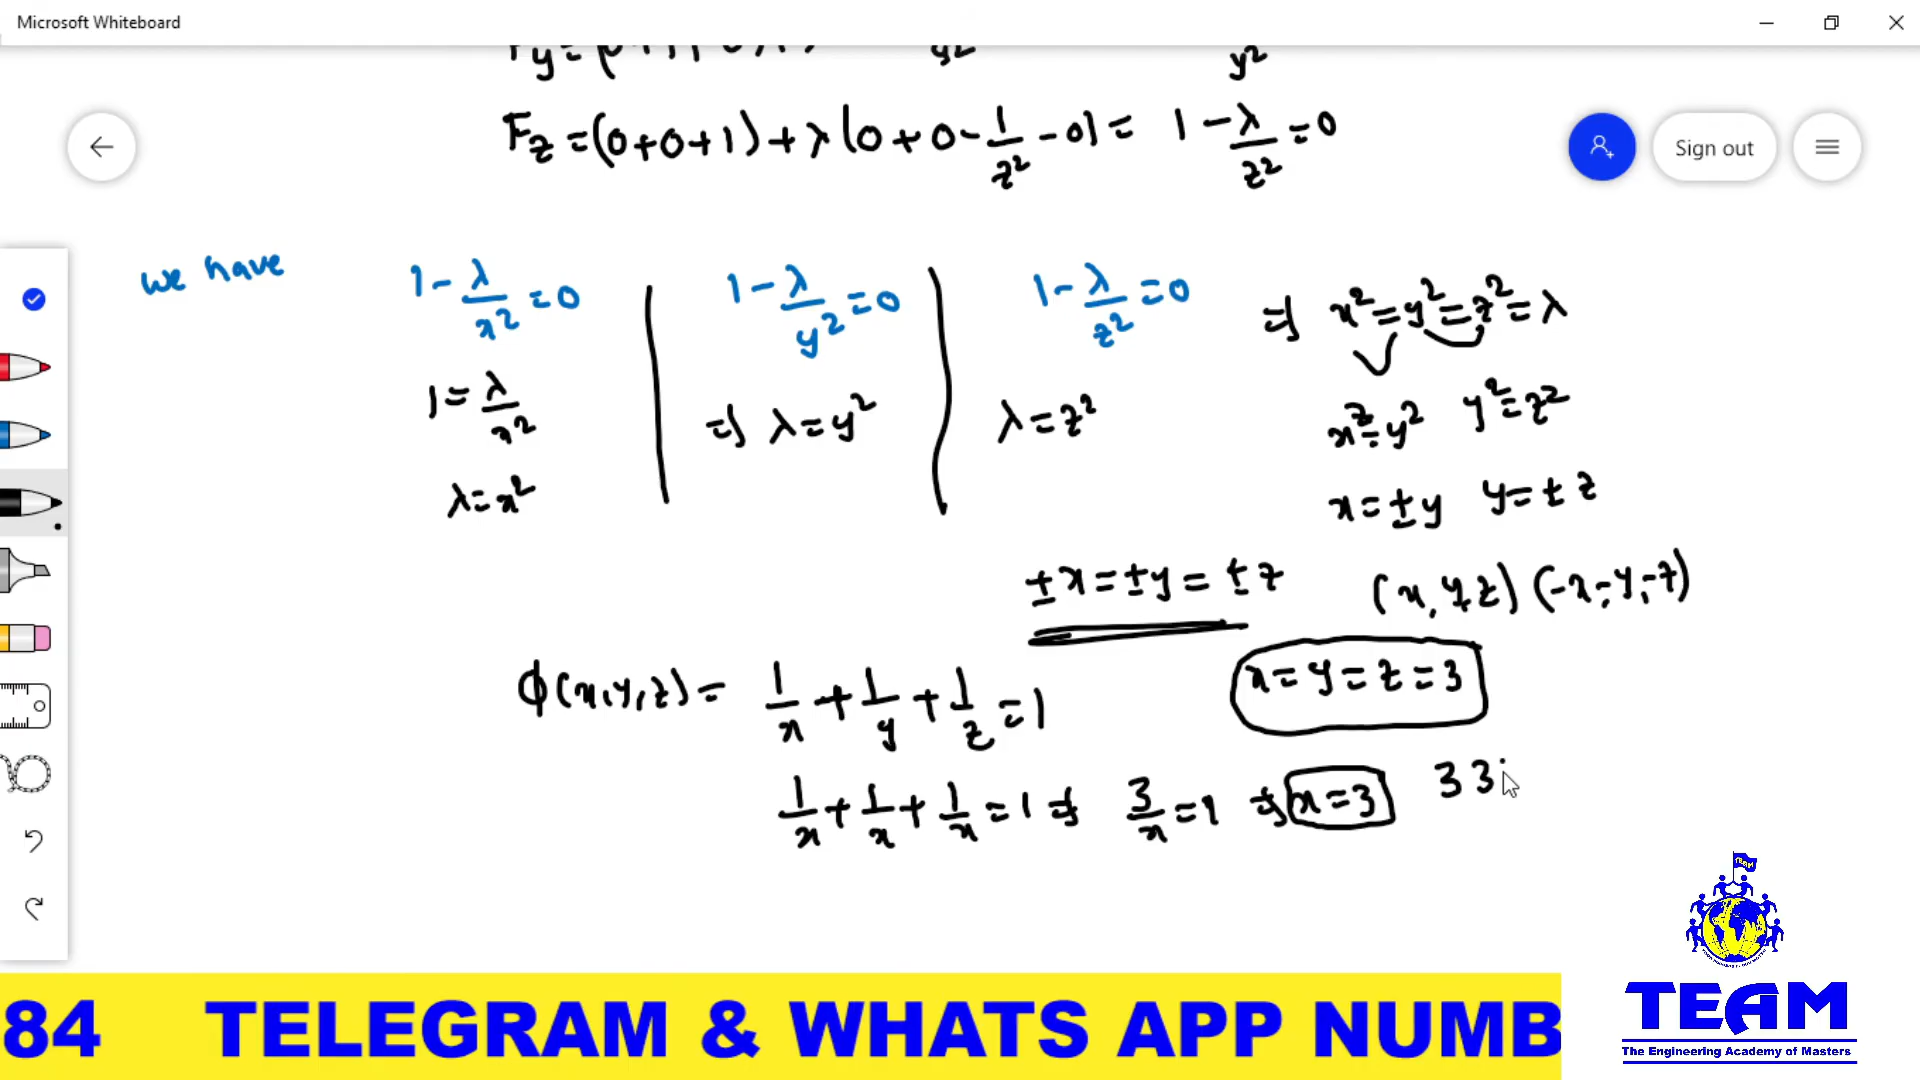 Microsoft Whiteboard
Sign out
F_z = (0+0+1) + λ(0+0-1/z² - 0) = 1 - λ/z² = 0
we have 1 - λ/x² = 0 1 - λ/y² = 0 1 - λ/z² = 0 ⇒ x² = y² = z² = λ
1 = λ/x² ⇒ λ = y² λ = z² x² = y² y² = z²
λ = x² x = ± y y = ± z
± x = ± y = ± z (x, y, z) (-x, -y, -z)
ϕ(x, y, z) = 1/x + 1/y + 1/z = 1 x = y = z = 3
1/x + 1/x + 1/x = 1 ⇒ 3/x = 1 ⇒ x = 3 3 3
84 TELEGRAM & WHATS APP NUMB
TEAM
The Engineering Academy of Masters